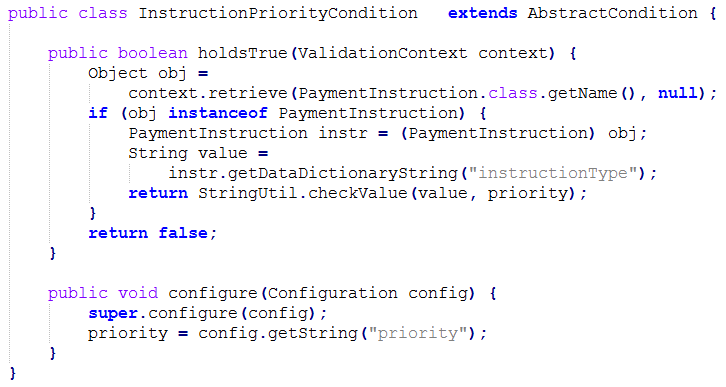 public class InstructionPriorityCondition   extends AbstractCondition {
    public boolean holdsTrue(ValidationContext context) {
        Object obj =
            context.retrieve(PaymentInstruction.class.getName(), null);
        if (obj instanceof PaymentInstruction) {
            PaymentInstruction instr = (PaymentInstruction) obj;
            String value =
                instr.getDataDictionaryString("instructionType");
            return StringUtil.checkValue(value, priority);
        }
        return false;
    }
    public void configure(Configuration config) {
        super.configure(config);
        priority = config.getString("priority");
    }
}